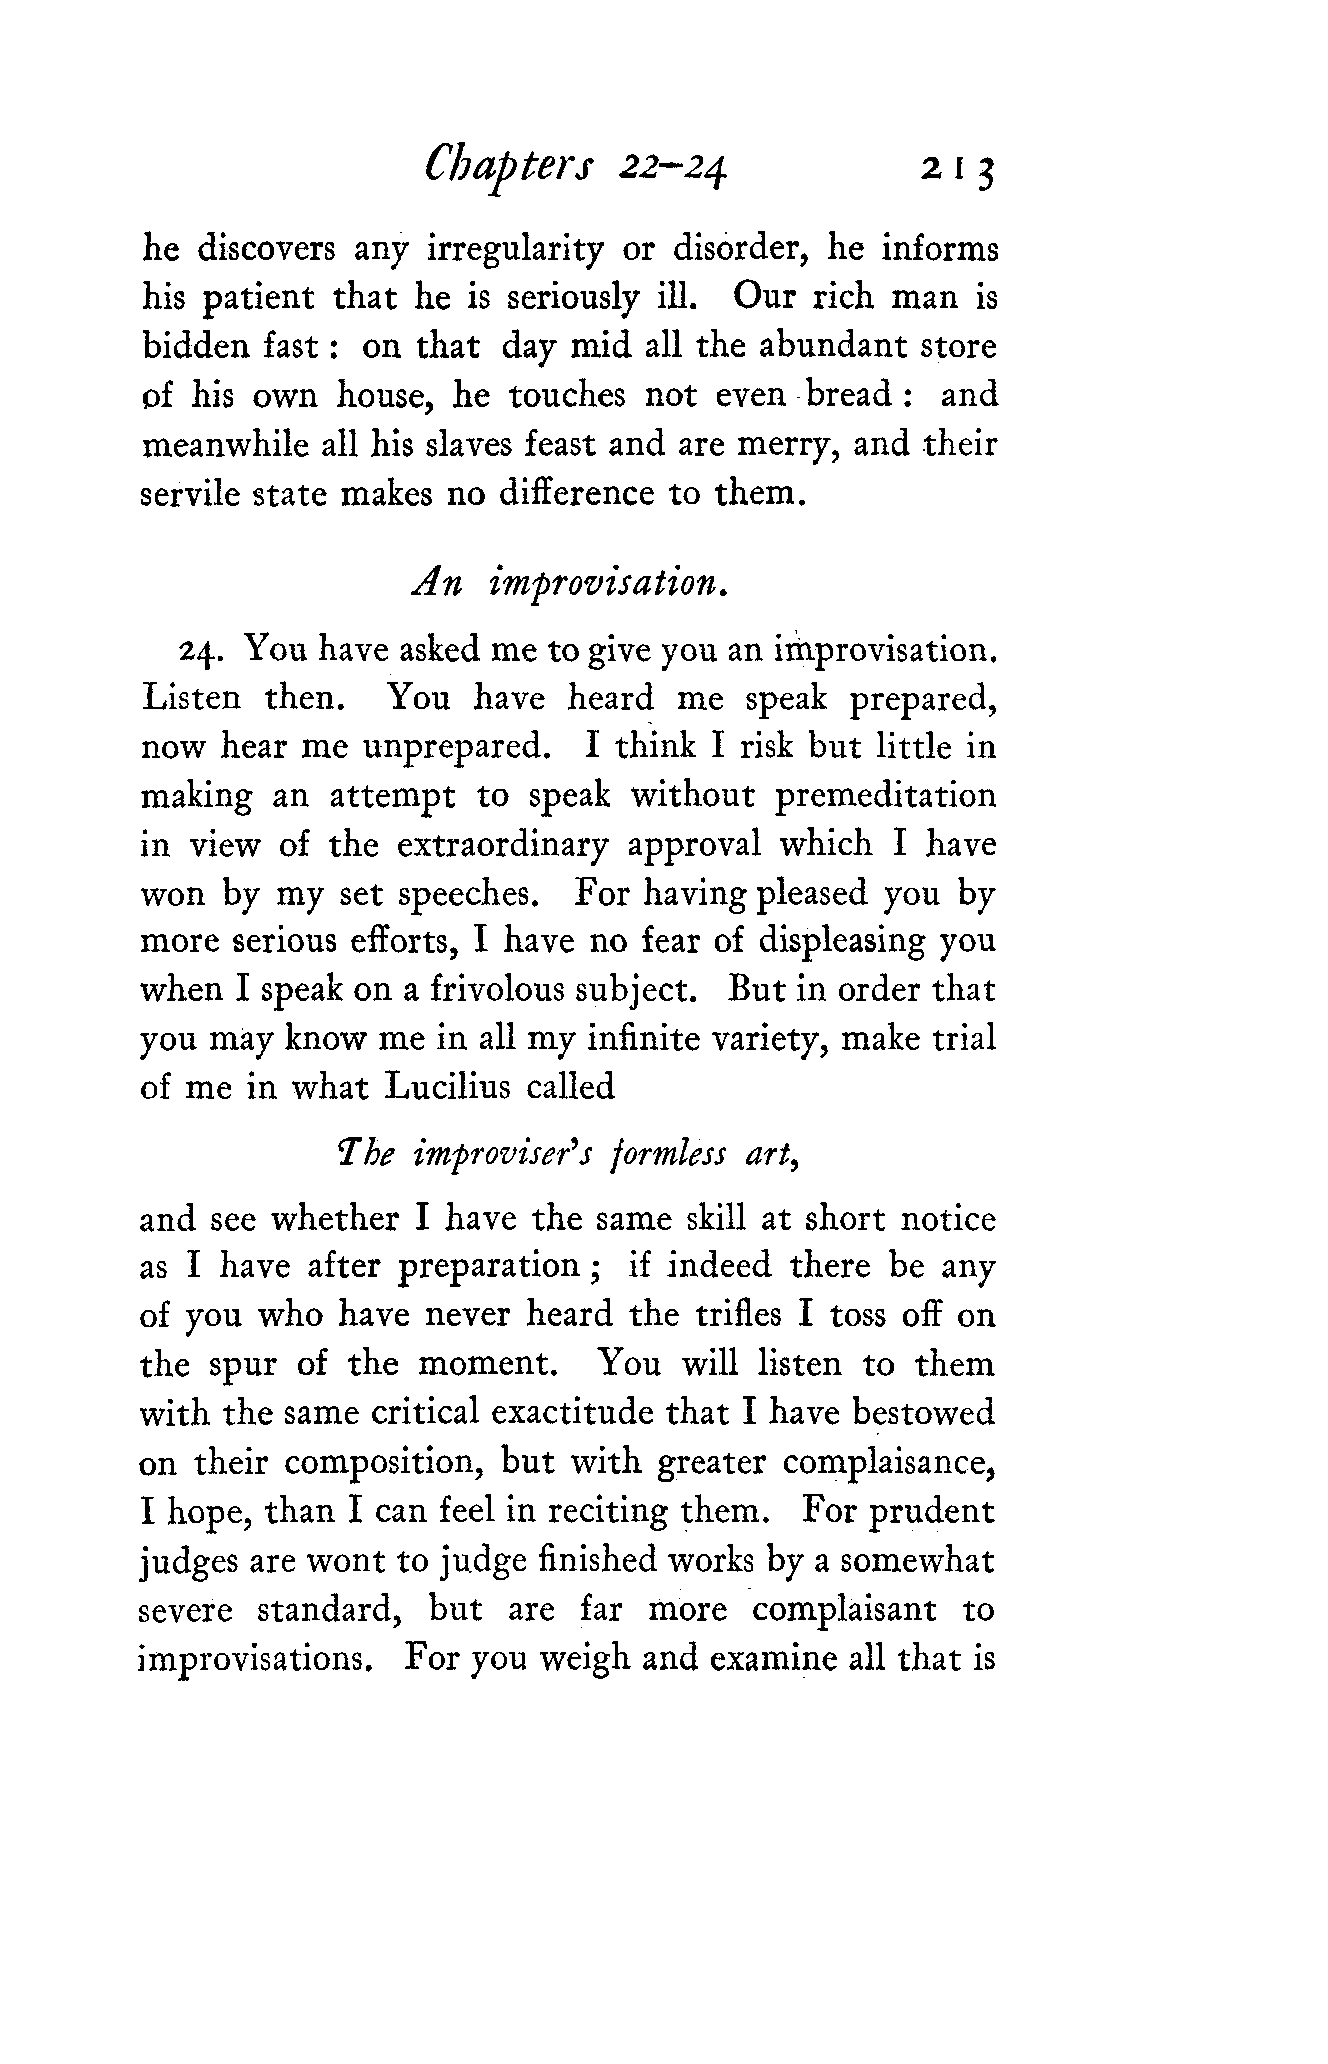 Chapters 22–24 213
he discovers any irregularity or disorder, he informs
his patient that he is seriously ill. Our rich man is
bidden fast : on that day mid all the abundant store
of his own house, he touches not even bread : and
meanwhile all his slaves feast and are merry, and their
servile state makes no difference to them.
An improvisation.
24. You have asked me to give you an improvisation.
Listen then. You have heard me speak prepared,
now hear me unprepared. I think I risk but little in
making an attempt to speak without premeditation
in view of the extraordinary approval which I have
won by my set speeches. For having pleased you by
more serious efforts, I have no fear of displeasing you
when I speak on a frivolous subject. But in order that
you may know me in all my infinite variety, make trial
of me in what Lucilius called
The improviser's formless art,
and see whether I have the same skill at short notice
as I have after preparation ; if indeed there be any
of you who have never heard the trifles I toss off on
the spur of the moment. You will listen to them
with the same critical exactitude that I have bestowed
on their composition, but with greater complaisance,
I hope, than I can feel in reciting them. For prudent
judges are wont to judge finished works by a somewhat
severe standard, but are far more complaisant to
improvisations. For you weigh and examine all that is